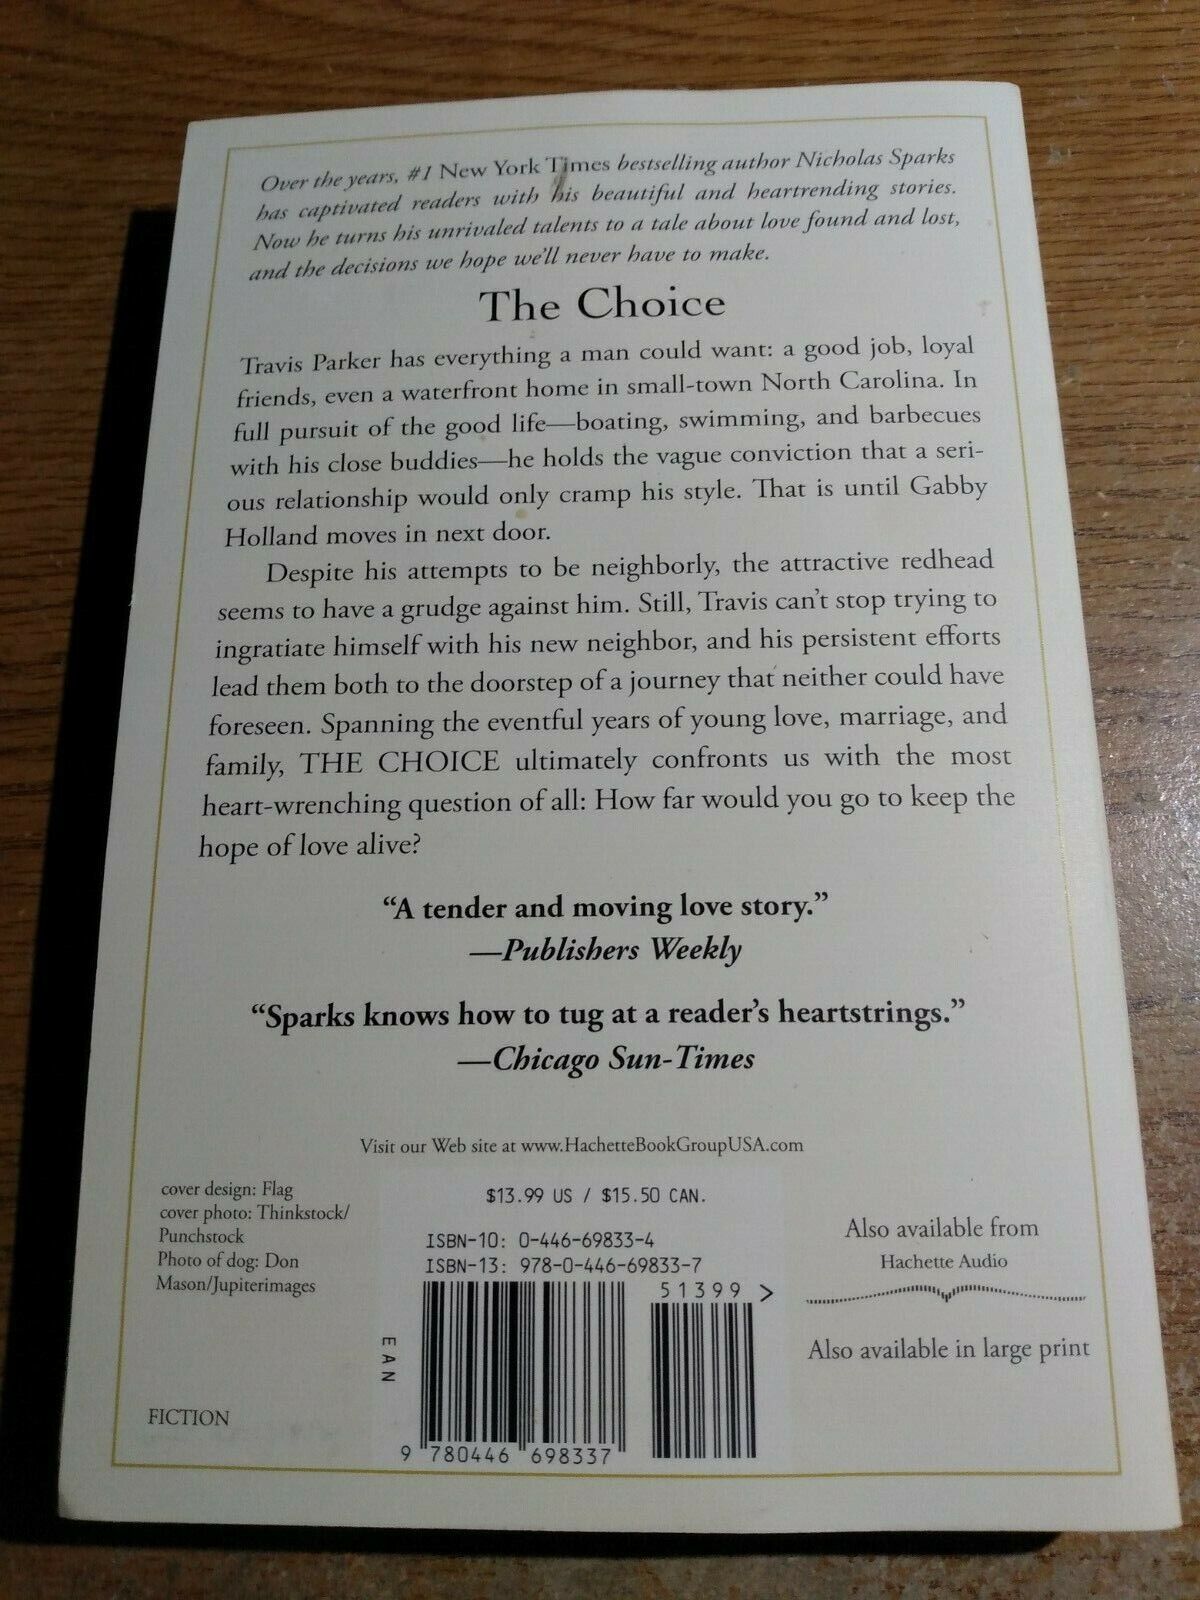 Over the years, #1 New York Times bestselling author Nicholas Sparks
has captivated readers with his beautiful and heartrending stories.
Now he turns his unrivaled talents to a tale about love found and lost,
and the decisions we hope we'll never have to make.
The Choice
Travis Parker has everything a man could want: a good job, loyal
friends, even a waterfront home in small-town North Carolina. In
full pursuit of the good life—boating, swimming, and barbecues
with his close buddies—he holds the vague conviction that a seri-
ous relationship would only cramp his style. That is until Gabby
Holland moves in next door.
Despite his attempts to be neighborly, the attractive redhead
seems to have a grudge against him. Still, Travis can't stop trying to
ingratiate himself with his new neighbor, and his persistent efforts
lead them both to the doorstep of a journey that neither could have
foreseen. Spanning the eventful years of young love, marriage, and
family, THE CHOICE ultimately confronts us with the most
heart-wrenching question of all: How far would you go to keep the
hope of love alive?
“A tender and moving love story.”
—Publishers Weekly
“Sparks knows how to tug at a reader's heartstrings.”
—Chicago Sun-Times
Visit our Web site at www.HachetteBookGroupUSA.com
cover design: Flag
cover photo: Thinkstock/
Punchstock
Photo of dog: Don
Mason/Jupiterimages
FICTION
$13.99 US / $15.50 CAN.
ISBN-10: 0-446-69833-4
ISBN-13: 978-0-446-69833-7
51399 >
EAN
9 780446 698337
Also available from
Hachette Audio
Also available in large print